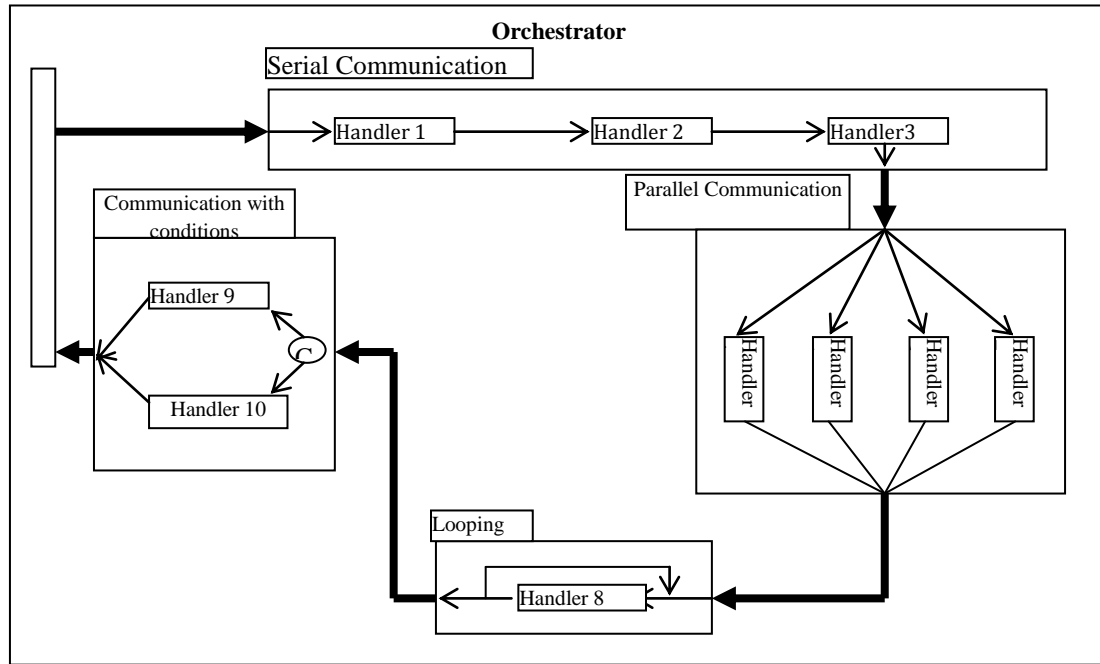 Orchestrator
Serial Communication
Handler 1
Handler 2
Handler3
Parallel Communication
Communication with
conditions
Handler 9
C
Handler 10
Handler
Handler
Handler
Handler
Looping
Handler 8